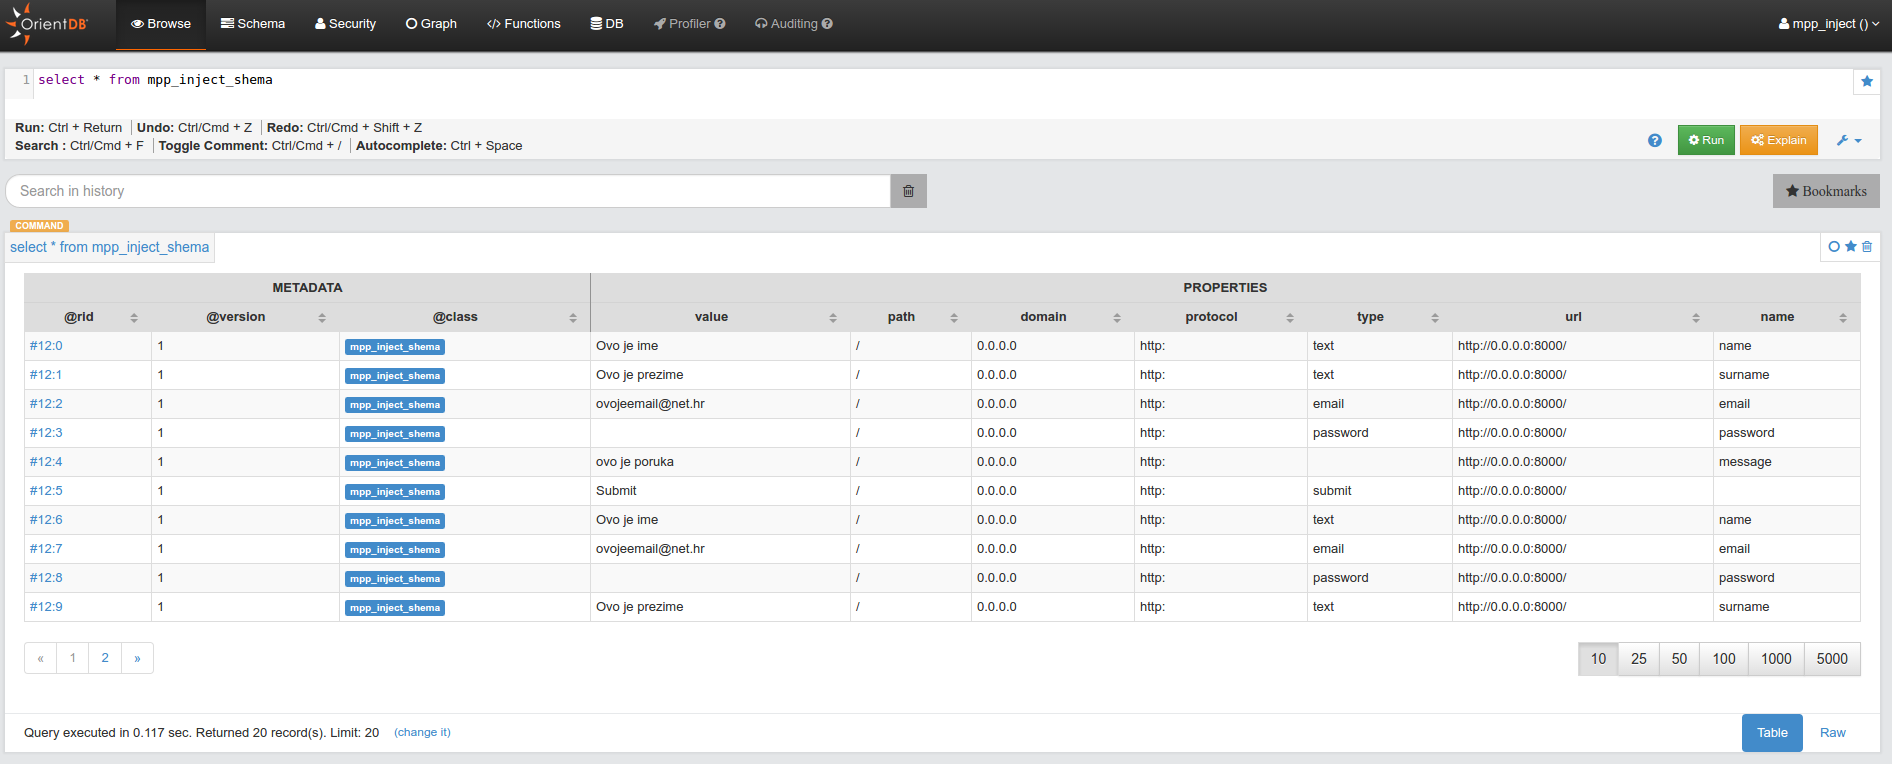 OrientDB Browse Schema Security Graph </> Functions DB Profiler Auditing mpp_inject ()
1 select * from mpp_inject_shema
Run: Ctrl + Return Undo: Ctrl/Cmd + Z Redo: Ctrl/Cmd + Shift + Z
Search : Ctrl/Cmd + F Toggle Comment: Ctrl/Cmd + / Autocomplete: Ctrl + Space
Run Explain
Search in history Bookmarks
COMMAND
select * from mpp_inject_shema
METADATA PROPERTIES
@rid @version @class value path domain protocol type url name
#12:0 1 mpp_inject_shema Ovo je ime / 0.0.0.0 http: text http://0.0.0.0:8000/ name
#12:1 1 mpp_inject_shema Ovo je prezime / 0.0.0.0 http: text http://0.0.0.0:8000/ surname
#12:2 1 mpp_inject_shema ovojeemail@net.hr / 0.0.0.0 http: email http://0.0.0.0:8000/ email
#12:3 1 mpp_inject_shema / 0.0.0.0 http: password http://0.0.0.0:8000/ password
#12:4 1 mpp_inject_shema ovo je poruka / 0.0.0.0 http: http://0.0.0.0:8000/ message
#12:5 1 mpp_inject_shema Submit / 0.0.0.0 http: submit http://0.0.0.0:8000/
#12:6 1 mpp_inject_shema Ovo je ime / 0.0.0.0 http: text http://0.0.0.0:8000/ name
#12:7 1 mpp_inject_shema ovojeemail@net.hr / 0.0.0.0 http: email http://0.0.0.0:8000/ email
#12:8 1 mpp_inject_shema / 0.0.0.0 http: password http://0.0.0.0:8000/ password
#12:9 1 mpp_inject_shema Ovo je prezime / 0.0.0.0 http: text http://0.0.0.0:8000/ surname
« 1 2 » 10 25 50 100 1000 5000
Query executed in 0.117 sec. Returned 20 record(s). Limit: 20 (change it) Table Raw